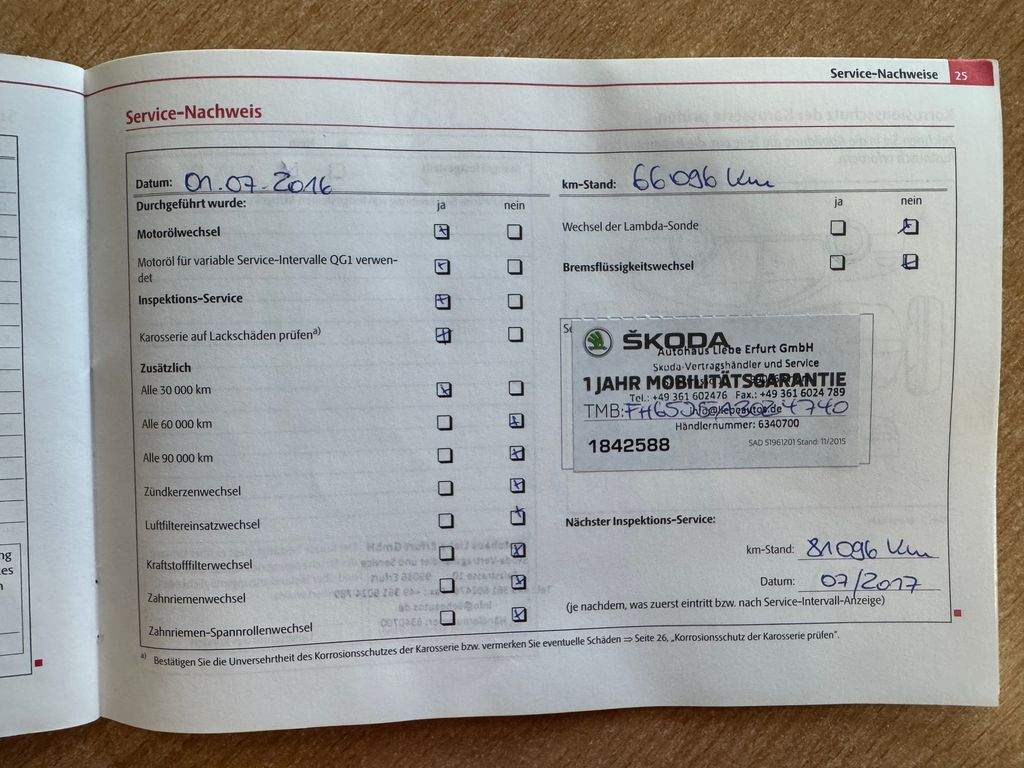 Service-Nachweise 25
Service-Nachweis
Datum: 01.07.2016
Durchgeführt wurde: ja nein
Motorölwechsel
Motoröl für variable Service-Intervalle QG1 verwen-
det
Inspektions-Service
Karosserie auf Lackschäden prüfen a)
Zusätzlich
Alle 30 000 km
Alle 60 000 km
Alle 90 000 km
Zündkerzenwechsel
Luftfiltereinsatzwechsel
Kraftstofffilterwechsel
Zahnriemenwechsel
Zahnriemen-Spannrollenwechsel
km-Stand: 66096 Km
ja nein
Wechsel der Lambda-Sonde
Bremsflüssigkeitswechsel
ŠKODA
Autohaus Liebe Erfurt GmbH
Skoda-Vertragshändler und Service
1 JAHR MOBILITÄTSGARANTIE
Tel.: +49 361 602476 Fax.: +49 361 6024 789
TMB:
Händlernummer: 6340700
1842588 SAD 51961201 Stand: 11/2015
Nächster Inspektions-Service:
km-Stand: 81096 Km
Datum: 07/2017
(je nachdem, was zuerst eintritt bzw. nach Service-Intervall-Anzeige)
a) Bestätigen Sie die Unversehrtheit des Korrosionsschutzes der Karosserie bzw. vermerken Sie eventuelle Schäden ⇒ Seite 26, „Korrosionsschutz der Karosserie prüfen“.